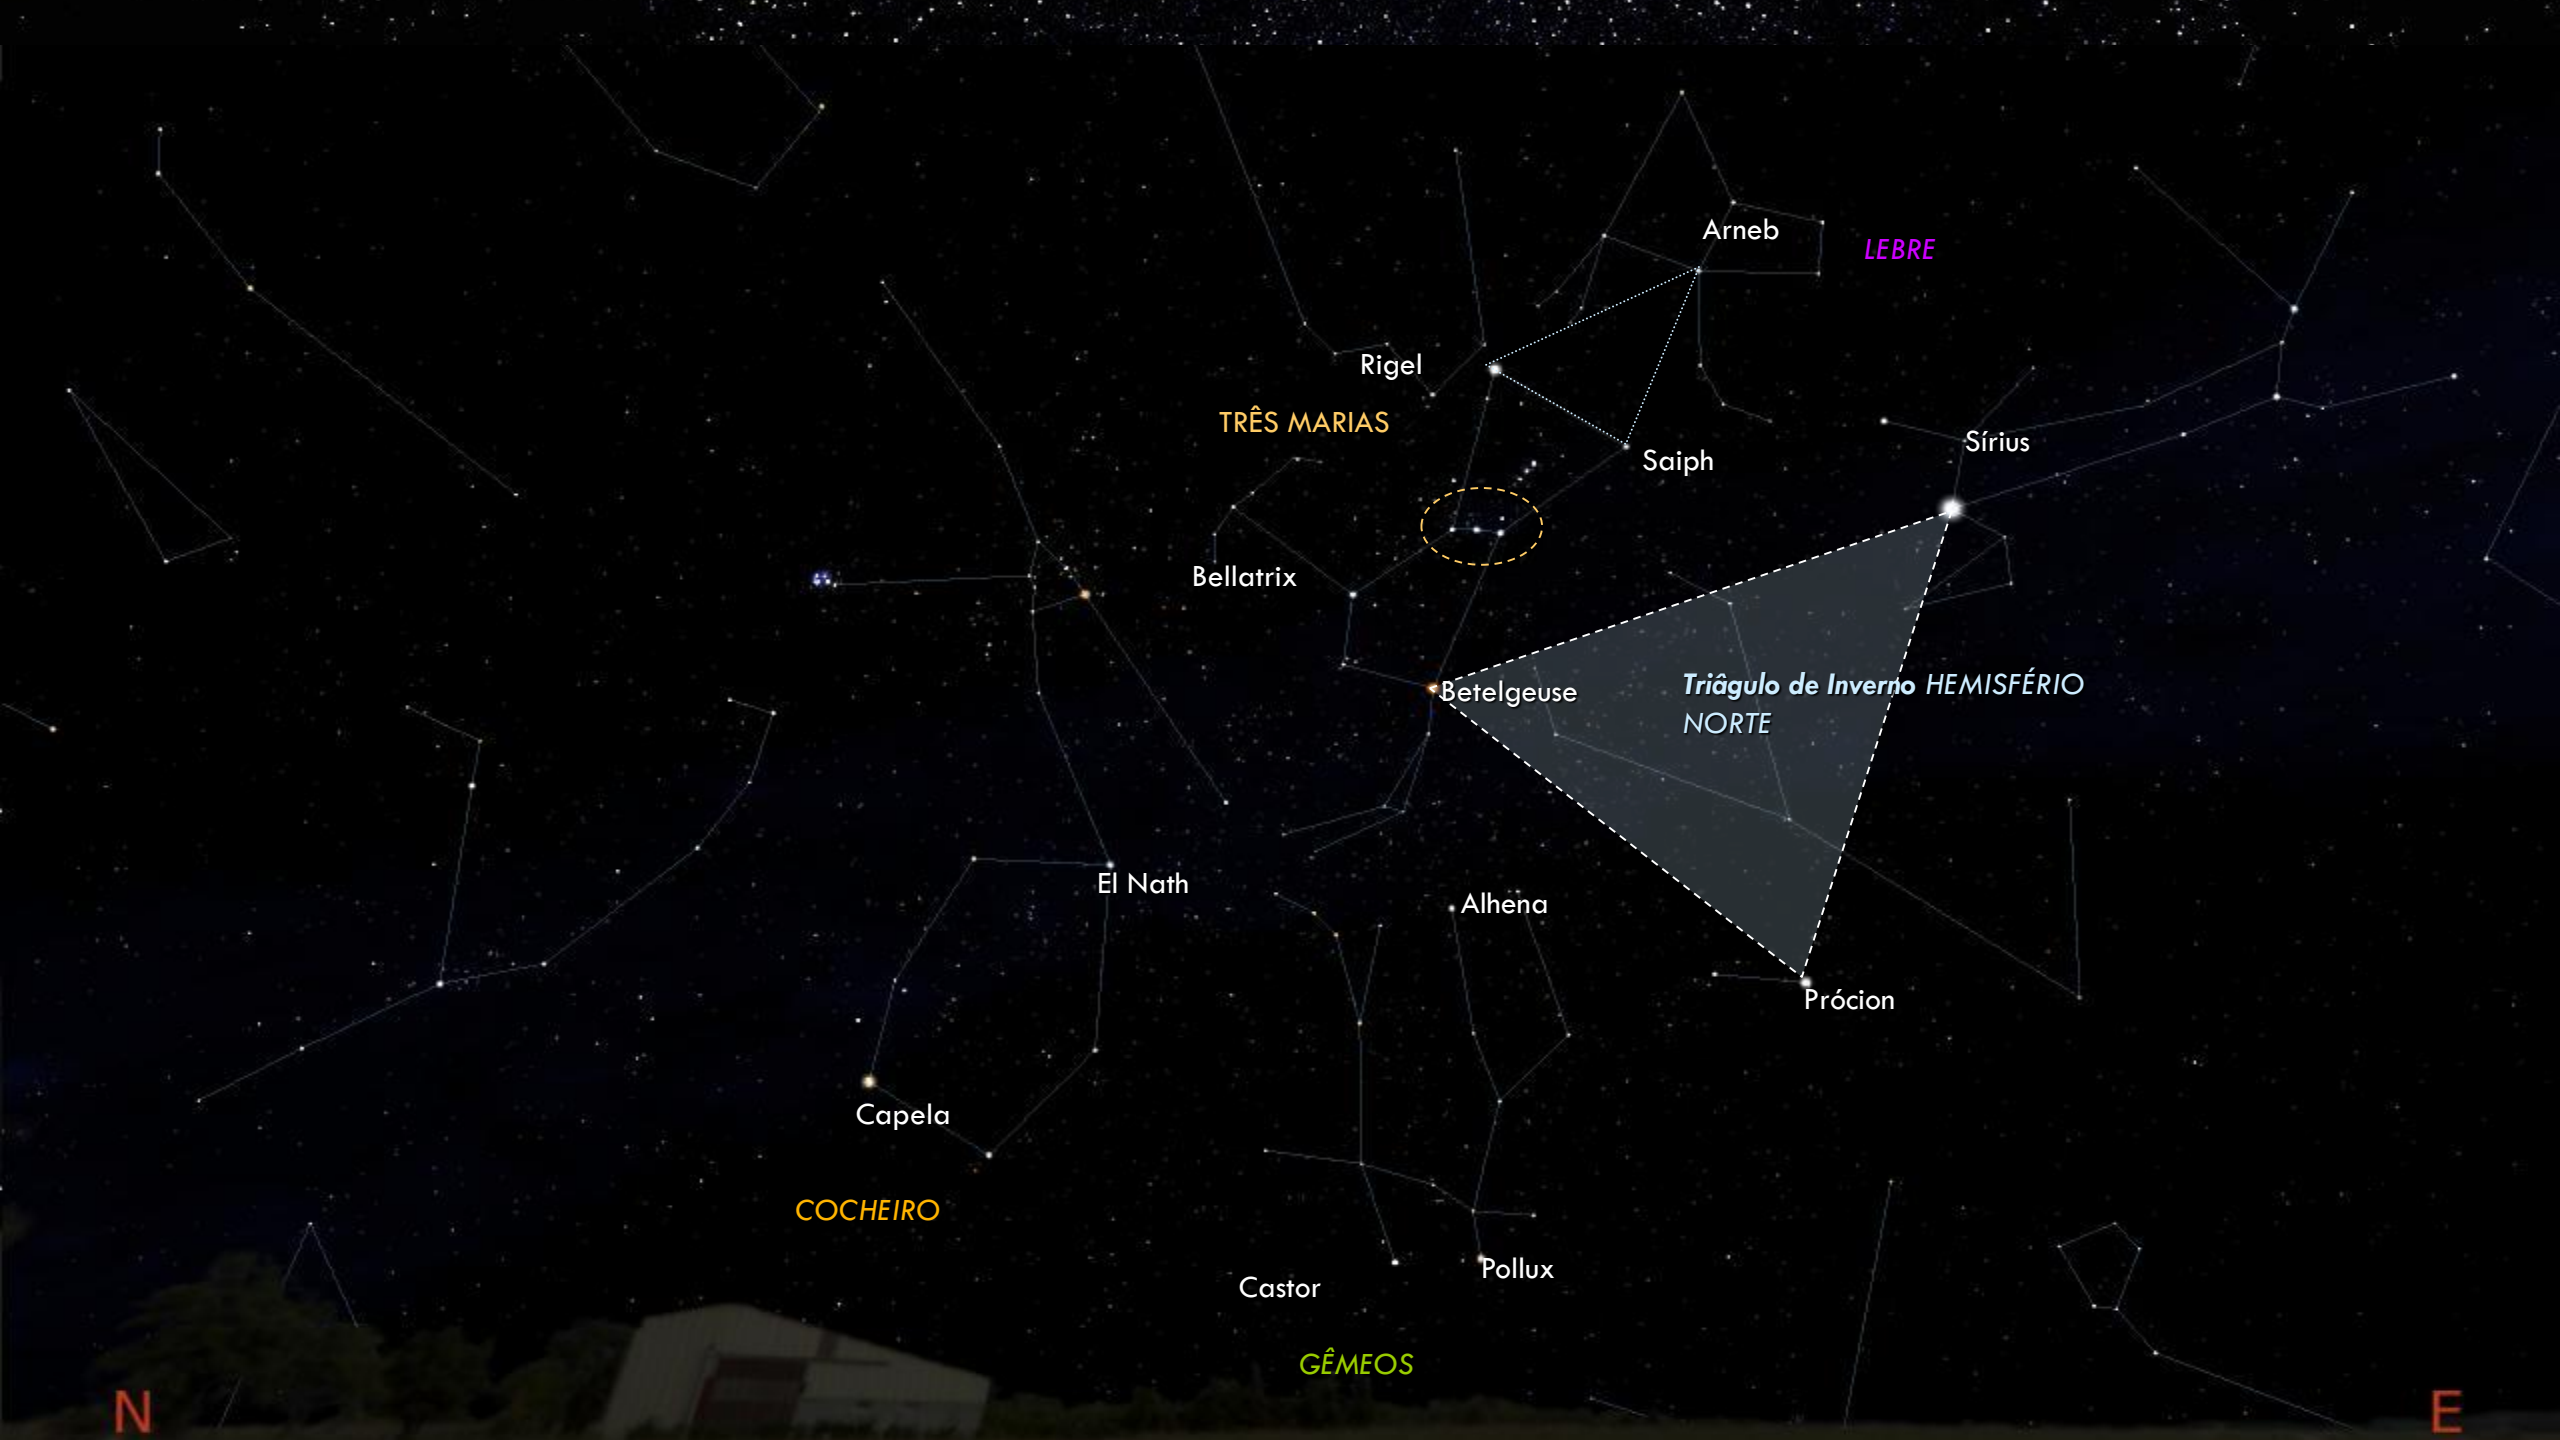 Arneb
LEBRE
Rigel
TRÊS MARIAS
Sírius
Saiph
Bellatrix
Betelgeuse
Triâgulo de Inverno HEMISFÉRIO
NORTE
El Nath
Alhena
Prócion
Capela
COCHEIRO
Pollux
Castor
GÊMEOS
N
E